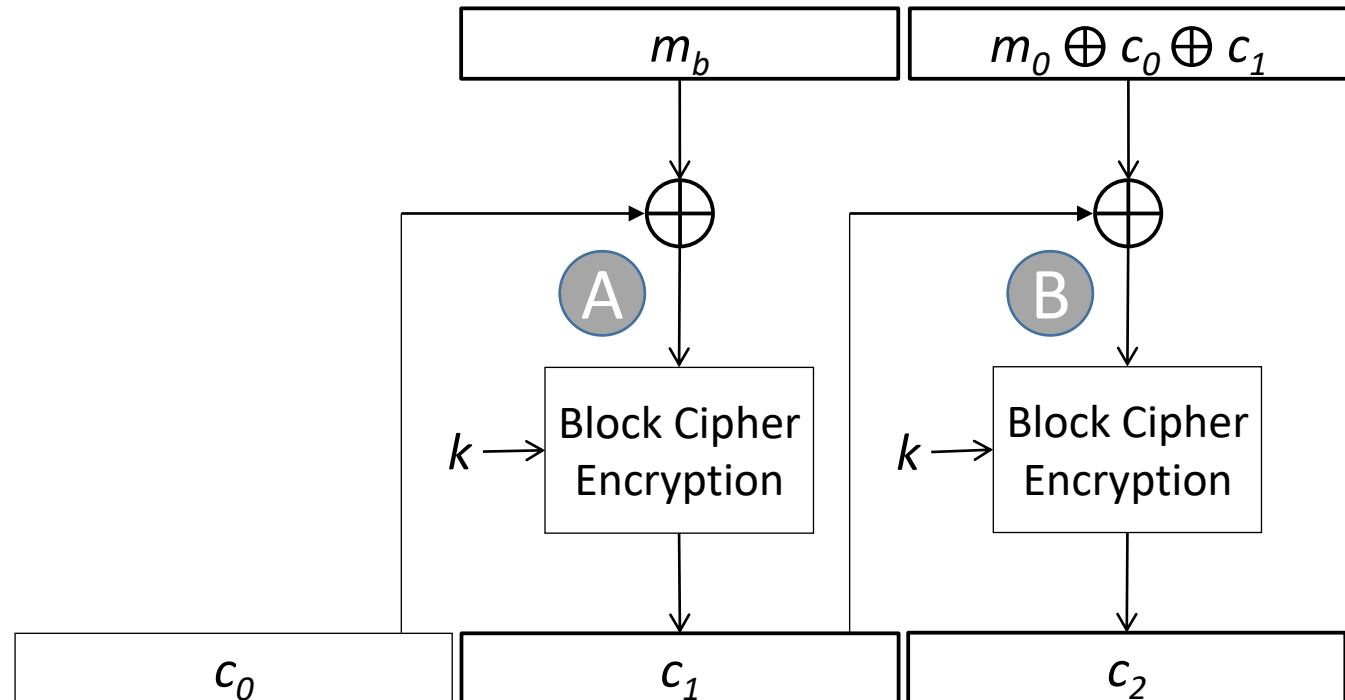 m_b
m_0 ⊕ c_0 ⊕ c_1
A
B
k
Block Cipher
Encryption
k
Block Cipher
Encryption
c_0
c_1
c_2